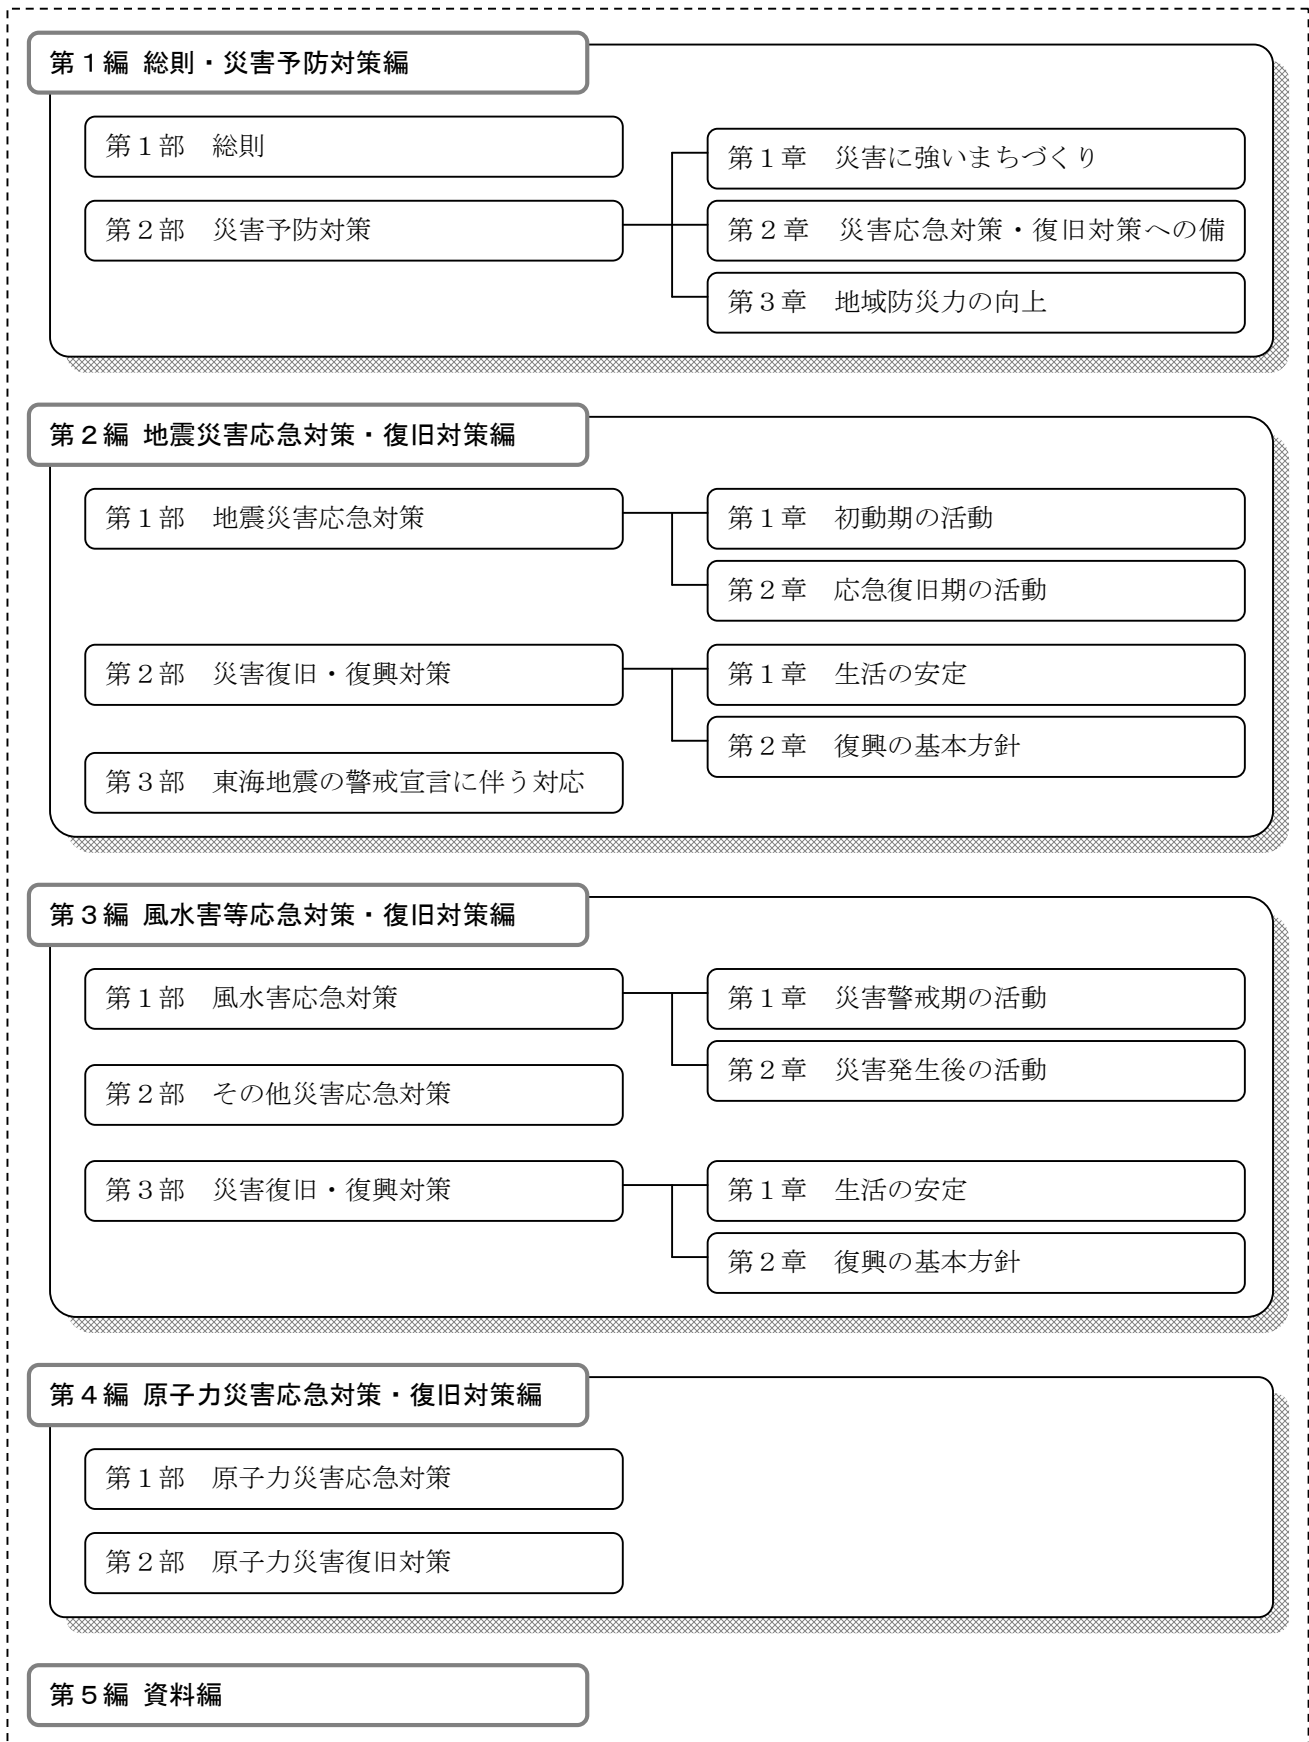 第１編 総則・災害予防対策編
第１部　総則
第１章　災害に強いまちづくり
第２部　災害予防対策
第２章　災害応急対策・復旧対策への備
第３章　地域防災力の向上
第２編 地震災害応急対策・復旧対策編
第１部　地震災害応急対策
第１章　初動期の活動
第２章　応急復旧期の活動
第２部　災害復旧・復興対策
第１章　生活の安定
第２章　復興の基本方針
第３部　東海地震の警戒宣言に伴う対応
第３編 風水害等応急対策・復旧対策編
第１部　風水害応急対策
第１章　災害警戒期の活動
第２章　災害発生後の活動
第２部　その他災害応急対策
第３部　災害復旧・復興対策
第１章　生活の安定
第２章　復興の基本方針
第４編 原子力災害応急対策・復旧対策編
第１部　原子力災害応急対策
第２部　原子力災害復旧対策
第５編 資料編